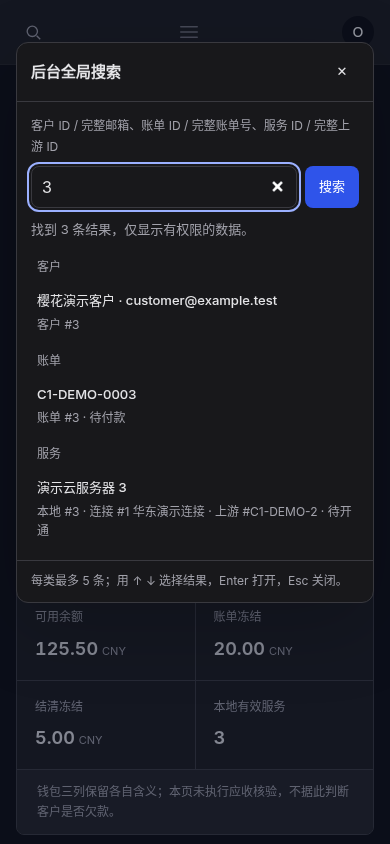 O
后台全局搜索
×
客户 ID / 完整邮箱、账单 ID / 完整账单号、服务 ID / 完整上
游 ID
3
×
搜索
找到 3 条结果，仅显示有权限的数据。
客户
樱花演示客户 · customer@example.test
客户 #3
账单
C1-DEMO-0003
账单 #3 · 待付款
服务
演示云服务器 3
本地 #3 · 连接 #1 华东演示连接 · 上游 #C1-DEMO-2 · 待开
通
每类最多 5 条；用 ↑ ↓ 选择结果，Enter 打开，Esc 关闭。
可用余额
账单冻结
125.50 CNY
20.00 CNY
结清冻结
本地有效服务
5.00 CNY
3
钱包三列保留各自含义；本页未执行应收核验，不据此判断
客户是否欠款。